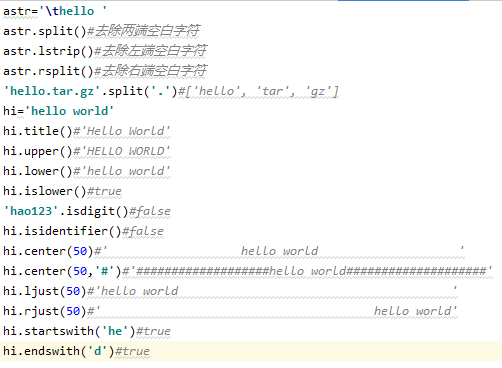 astr='\thello '
astr.split()#去除两端空白字符
astr.lstrip()#去除左端空白字符
astr.rsplit()#去除右端空白字符
'hello.tar.gz'.split('.')#['hello', 'tar', 'gz']
hi='hello world'
hi.title()#'Hello World'
hi.upper()#'HELLO WORLD'
hi.lower()#'hello world'
hi.islower()#true
'hao123'.isdigit()#false
hi.isidentifier()#false
hi.center(50)#'                   hello world                    '
hi.center(50,'#')#'###################hello world####################'
hi.ljust(50)#'hello world                                       '
hi.rjust(50)#'                                       hello world'
hi.startswith('he')#true
hi.endswith('d')#true